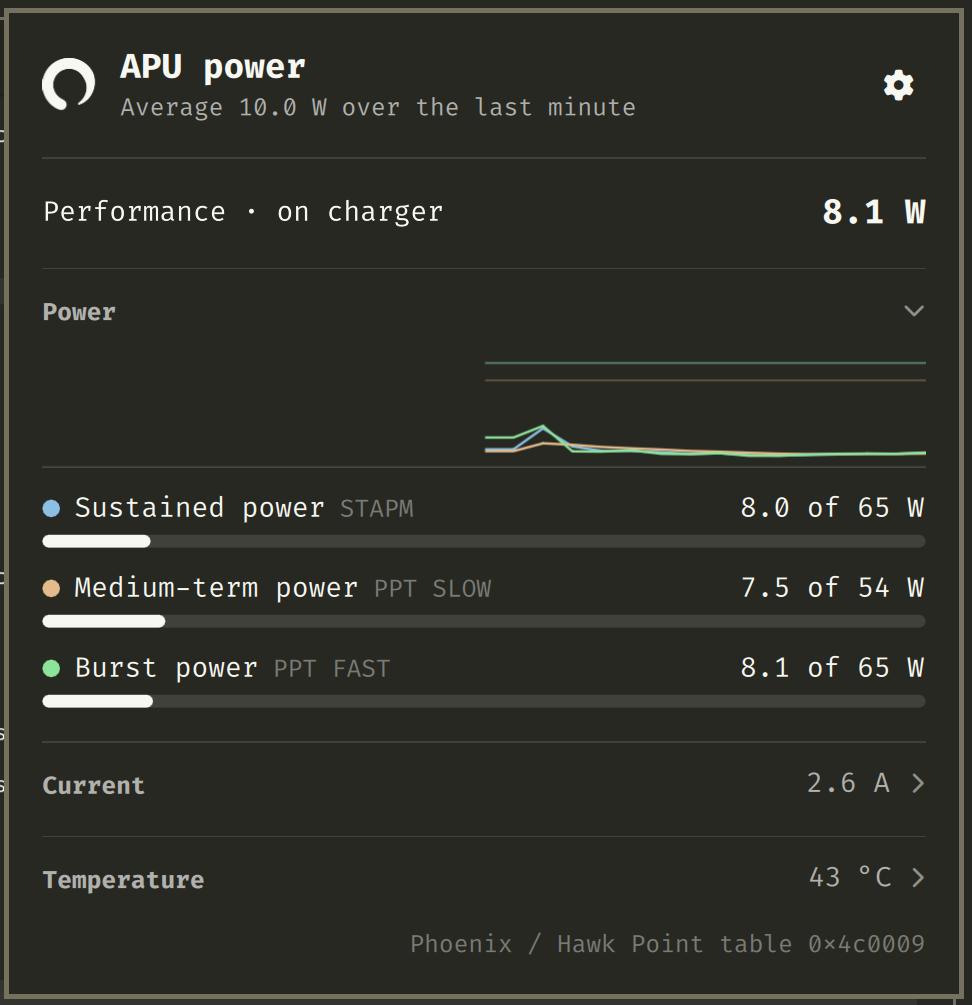 APU power
Average 10.0 W over the last minute
Performance · on charger 8.1 W
Power
Sustained power STAPM 8.0 of 65 W
Medium-term power PPT SLOW 7.5 of 54 W
Burst power PPT FAST 8.1 of 65 W
Current 2.6 A
Temperature 43 °C
Phoenix / Hawk Point table 0×4c0009